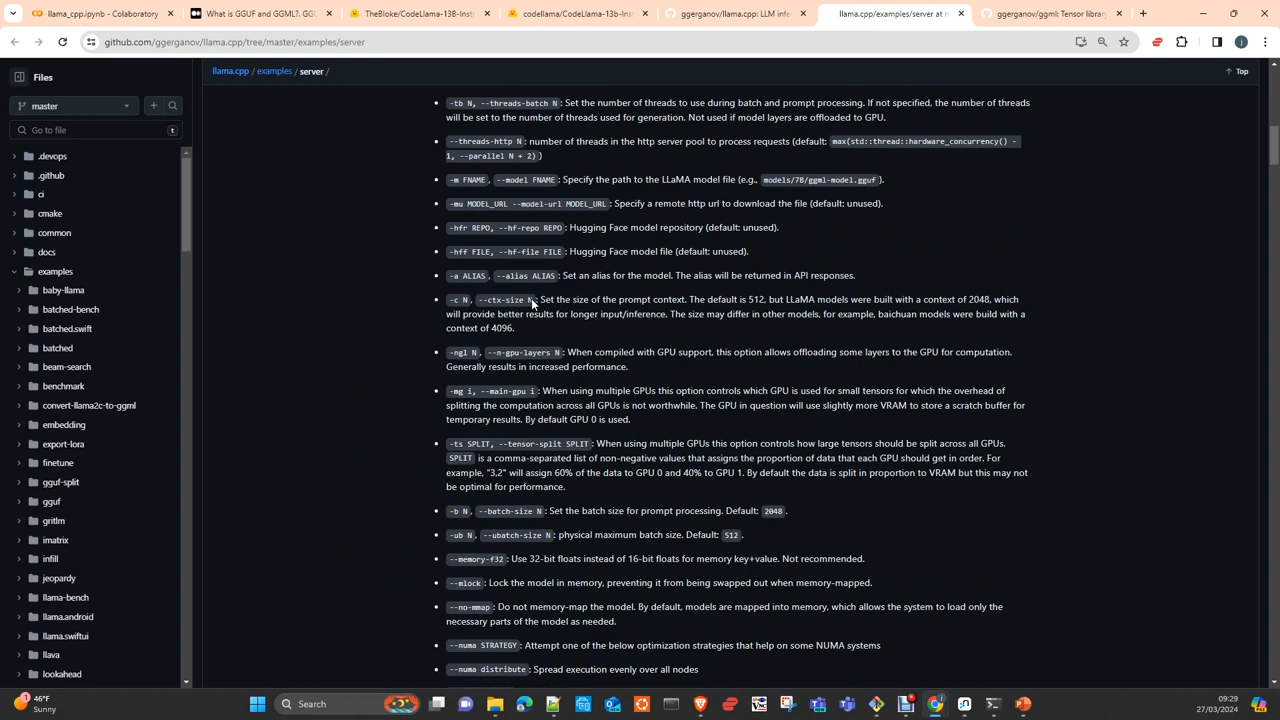 llama_cpp.ipynb - Colaboratory
What is GGUF and GGML?. GGU
TheBloke/CodeLlama-13B-Inst
codellama/CodeLlama-13b-Ins
ggerganov/llama.cpp: LLM infe
llama.cpp/examples/server at m
ggerganov/ggml: Tensor library
github.com/ggerganov/llama.cpp/tree/master/examples/server
Files
master
Go to file
t
.devops
.github
ci
cmake
common
docs
examples
baby-llama
batched-bench
batched.swift
batched
beam-search
benchmark
convert-llama2c-to-ggml
embedding
export-lora
finetune
gguf-split
gguf
gritlm
imatrix
infill
jeopardy
llama-bench
llama.android
llama.swiftui
llava
lookahead
llama.cpp / examples / server /
Top
-tb N, --threads-batch N: Set the number of threads to use during batch and prompt processing. If not specified, the number of threads
will be set to the number of threads used for generation. Not used if model layers are offloaded to GPU.
--threads-http N: number of threads in the http server pool to process requests (default: max(std::thread::hardware_concurrency() -
1, --parallel N + 2))
-m FNAME, --model FNAME: Specify the path to the LLaMA model file (e.g., models/7B/ggml-model.gguf).
-mu MODEL_URL --model-url MODEL_URL: Specify a remote http url to download the file (default: unused).
-hfr REPO, --hf-repo REPO: Hugging Face model repository (default: unused).
-hff FILE, --hf-file FILE: Hugging Face model file (default: unused).
-a ALIAS, --alias ALIAS: Set an alias for the model. The alias will be returned in API responses.
-c N, --ctx-size N: Set the size of the prompt context. The default is 512, but LLaMA models were built with a context of 2048, which
will provide better results for longer input/inference. The size may differ in other models, for example, baichuan models were build with a
context of 4096.
-ngl N, --n-gpu-layers N: When compiled with GPU support, this option allows offloading some layers to the GPU for computation.
Generally results in increased performance.
-mg i, --main-gpu i: When using multiple GPUs this option controls which GPU is used for small tensors for which the overhead of
splitting the computation across all GPUs is not worthwhile. The GPU in question will use slightly more VRAM to store a scratch buffer for
temporary results. By default GPU 0 is used.
-ts SPLIT, --tensor-split SPLIT: When using multiple GPUs this option controls how large tensors should be split across all GPUs.
SPLIT is a comma-separated list of non-negative values that assigns the proportion of data that each GPU should get in order. For
example, "3,2" will assign 60% of the data to GPU 0 and 40% to GPU 1. By default the data is split in proportion to VRAM but this may not
be optimal for performance.
-b N, --batch-size N: Set the batch size for prompt processing. Default: 2048.
-ub N, --ubatch-size N: physical maximum batch size. Default: 512.
--memory-f32: Use 32-bit floats instead of 16-bit floats for memory key+value. Not recommended.
--mlock: Lock the model in memory, preventing it from being swapped out when memory-mapped.
--no-mmap: Do not memory-map the model. By default, models are mapped into memory, which allows the system to load only the
necessary parts of the model as needed.
--numa STRATEGY: Attempt one of the below optimization strategies that help on some NUMA systems
--numa distribute: Spread execution evenly over all nodes
46°F
Sunny
Search
09:29
27/03/2024